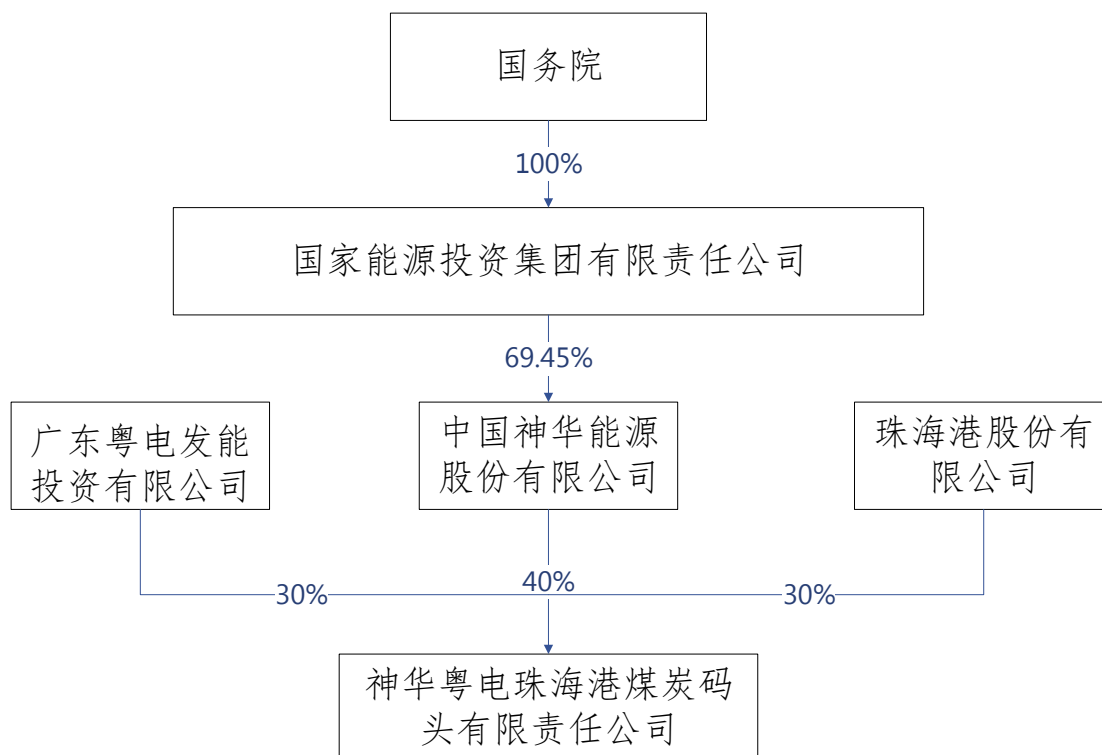 国务院
100%
国家能源投资集团有限责任公司
69.45%
广东粤电发能
投资有限公司
中国神华能源
股份有限公司
珠海港股份有
限公司
30%
40%
30%
神华粤电珠海港煤炭码
头有限责任公司